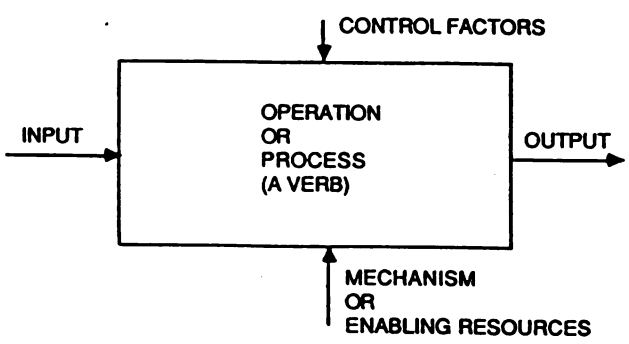 CONTROL FACTORS
INPUT
OPERATION
OR
PROCESS
(A VERB)
OUTPUT
MECHANISM
OR
ENABLING RESOURCES